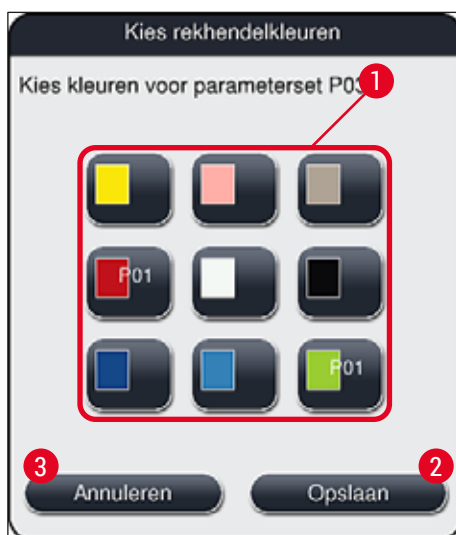 Kies rekhendelkleuren
Kies kleuren voor parameterset P03
1
P01
P01
3
2
Annuleren
Opslaan